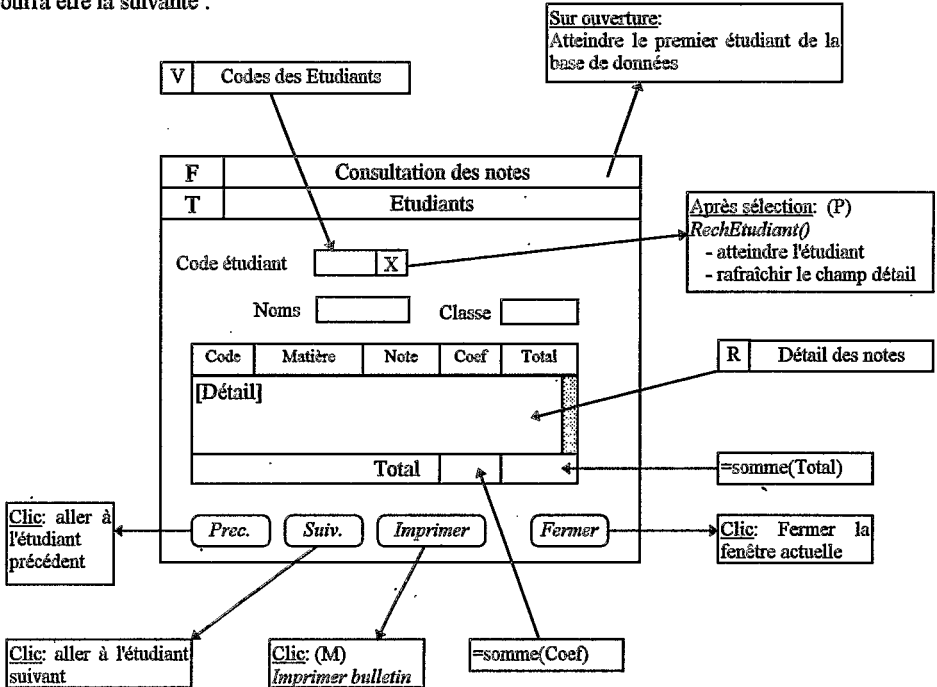 pourra être la suivante :
Sur ouverture:
Atteindre le premier étudiant de la
base de données
V Codes des Etudiants
F Consultation des notes
T Etudiants
Après sélection: (P)
RechEtudiant()
- atteindre l'étudiant
- rafraîchir le champ détail
Code étudiant X
Noms Classe
Code Matière Note Coef Total
R Détail des notes
[Détail]
Total
=somme(Total)
Clic: aller à
l'étudiant
précédent
Prec. Suiv. Imprimer Fermer
Clic: Fermer la
fenêtre actuelle
Clic: aller à l'étudiant
suivant
Clic: (M)
Imprimer bulletin
=somme(Coef)